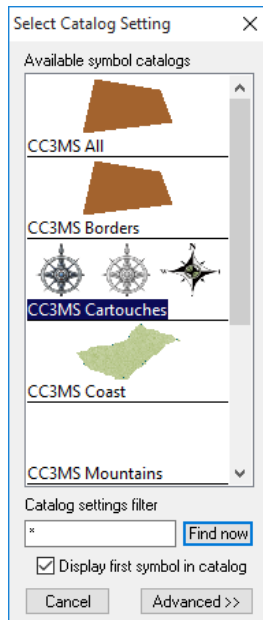 Select Catalog Setting
Available symbol catalogs
CC3MS All
CC3MS Borders
N
W
CC3MS Cartouches
CC3MS Coast
CC3MS Mountains
Catalog settings filter
*
Find now
Display first symbol in catalog
Cancel
Advanced >>